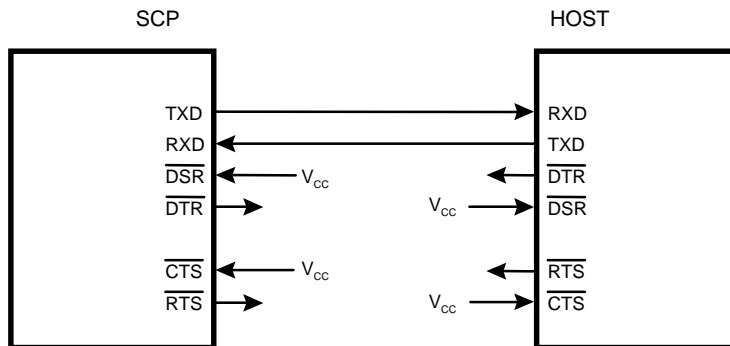 SCP HOST
TXD RXD
RXD TXD
DSR VCC DTR
DTR VCC DSR
CTS VCC RTS
RTS VCC CTS